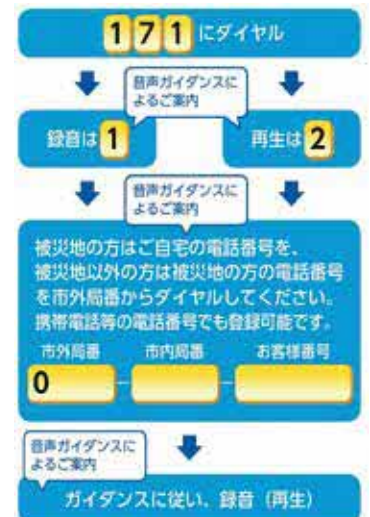 171にダイヤル
音声ガイダンスに
よるご案内
録音は1
再生は2
音声ガイダンスに
よるご案内
被災地の方はご自宅の電話番号を、
被災地以外の方は被災地の方の電話番号
を市外局番からダイヤルしてください。
携帯電話等の電話番号でも登録可能です。
市外局番 市内局番 お客様番号
0 - -
音声ガイダンスに
よるご案内
ガイダンスに従い、録音（再生）